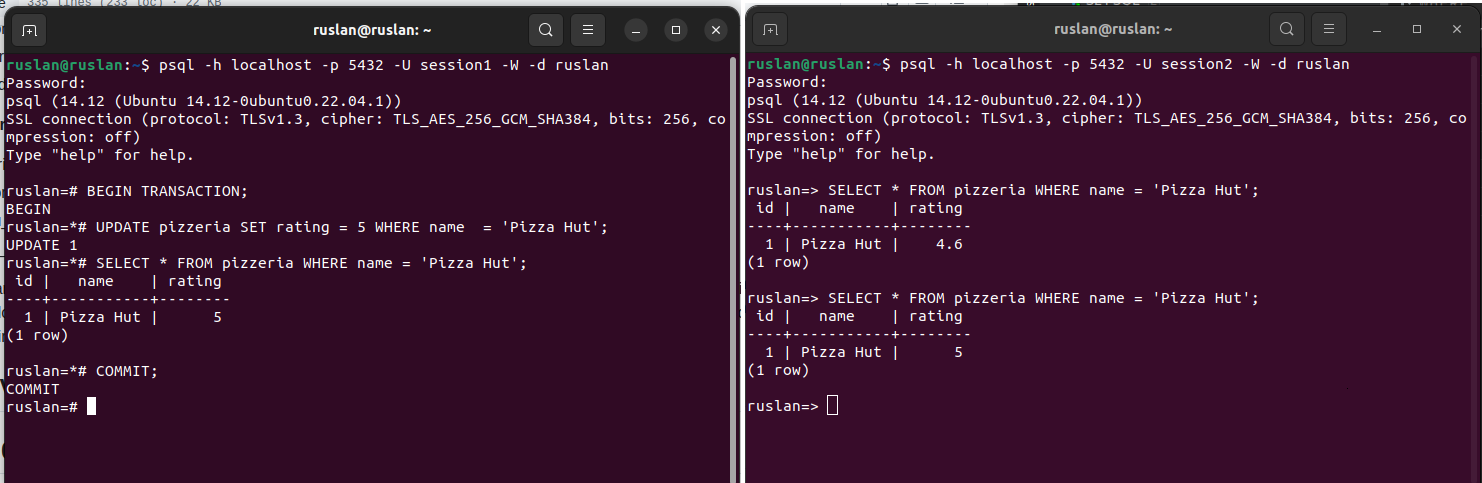 335 lines (233 loc) · 22 KB
ruslan@ruslan: ~
ruslan@ruslan:~$ psql -h localhost -p 5432 -U session1 -W -d ruslan
Password:
psql (14.12 (Ubuntu 14.12-0ubuntu0.22.04.1))
SSL connection (protocol: TLSv1.3, cipher: TLS_AES_256_GCM_SHA384, bits: 256, co
mpression: off)
Type "help" for help.
ruslan=# BEGIN TRANSACTION;
BEGIN
ruslan=*# UPDATE pizzeria SET rating = 5 WHERE name  = 'Pizza Hut';
UPDATE 1
ruslan=*# SELECT * FROM pizzeria WHERE name = 'Pizza Hut';
 id |   name    | rating
----+-----------+--------
  1 | Pizza Hut |      5
(1 row)
ruslan=*# COMMIT;
COMMIT
ruslan=#
ruslan@ruslan: ~
ruslan@ruslan:~$ psql -h localhost -p 5432 -U session2 -W -d ruslan
Password:
psql (14.12 (Ubuntu 14.12-0ubuntu0.22.04.1))
SSL connection (protocol: TLSv1.3, cipher: TLS_AES_256_GCM_SHA384, bits: 256, co
mpression: off)
Type "help" for help.
ruslan=> SELECT * FROM pizzeria WHERE name = 'Pizza Hut';
 id |   name    | rating
----+-----------+--------
  1 | Pizza Hut |    4.6
(1 row)
ruslan=> SELECT * FROM pizzeria WHERE name = 'Pizza Hut';
 id |   name    | rating
----+-----------+--------
  1 | Pizza Hut |      5
(1 row)
ruslan=>